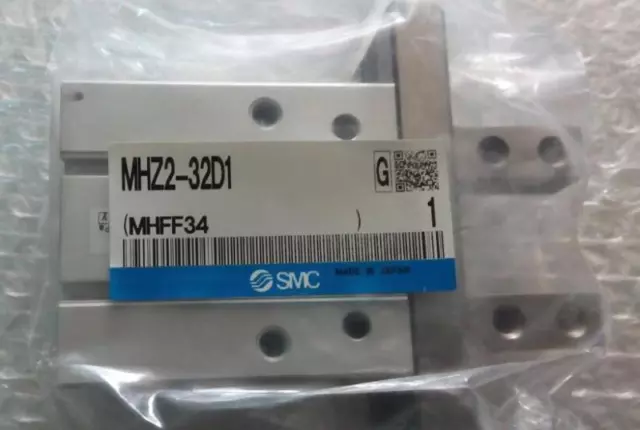 MHZ2-32D1
G
(MHFF34 )
1
SMC
MADE IN JAPAN